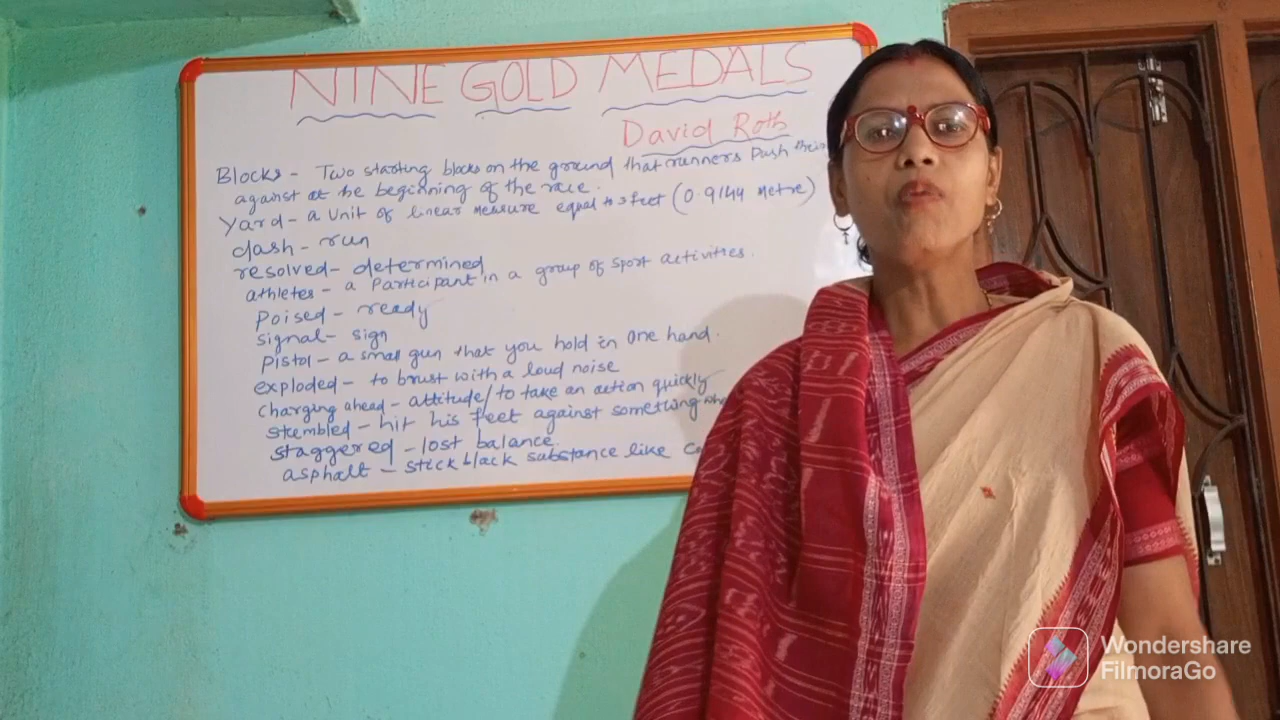 NINE GOLD MEDALS
David Roth
Blocks - Two starting blocks on the ground that runners push their
against at the beginning of the race.
Yard - a unit of linear measure equal to 3 feet (0.9144 Metre)
dash - run
resolved - determined
athletes - a participant in a group of sport activities.
Poised - ready
signal - sign
Pistol - a small gun that you hold in one hand.
exploded - to brust with a loud noise
charging ahead - attitude/to take an action quickly
stembled - hit his feet against something
staggered - lost balance.
asphalt - stick black substance like
Wondershare
FilmoraGo